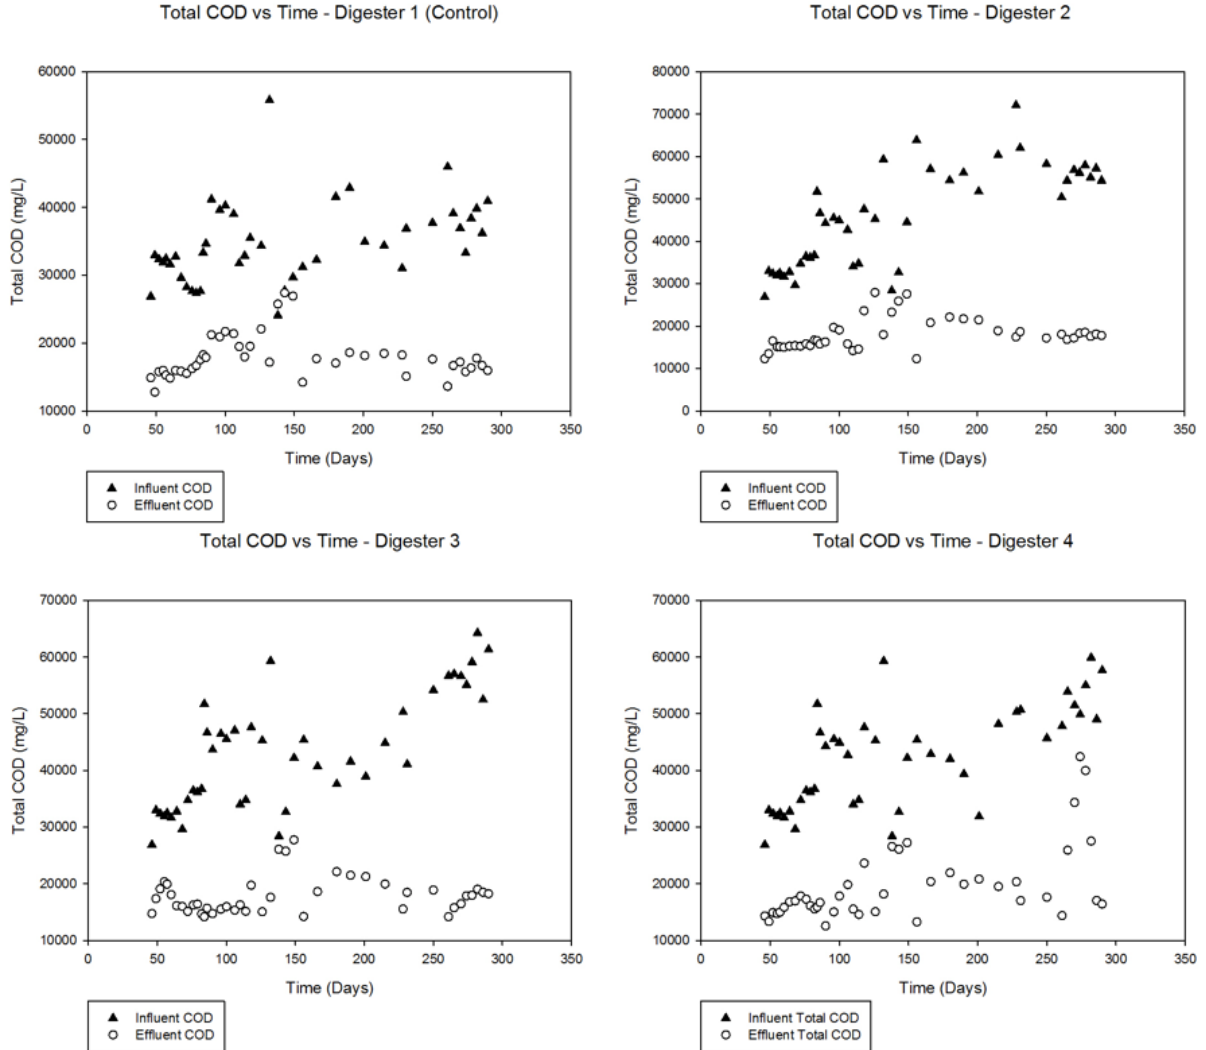 Total COD vs Time - Digester 1 (Control)
60000
50000
40000
30000
20000
10000
Total COD (mg/L)
0 50 100 150 200 250 300 350
Time (Days)
Influent COD
Effluent COD
Total COD vs Time - Digester 2
80000
70000
60000
50000
40000
30000
20000
10000
0
Total COD (mg/L)
0 50 100 150 200 250 300 350
Time (Days)
Influent COD
Effluent COD
Total COD vs Time - Digester 3
70000
60000
50000
40000
30000
20000
10000
Total COD (mg/L)
0 50 100 150 200 250 300 350
Time (Days)
Influent COD
Effluent COD
Total COD vs Time - Digester 4
70000
60000
50000
40000
30000
20000
10000
Total COD (mg/L)
0 50 100 150 200 250 300 350
Time (Days)
Influent Total COD
Effluent Total COD